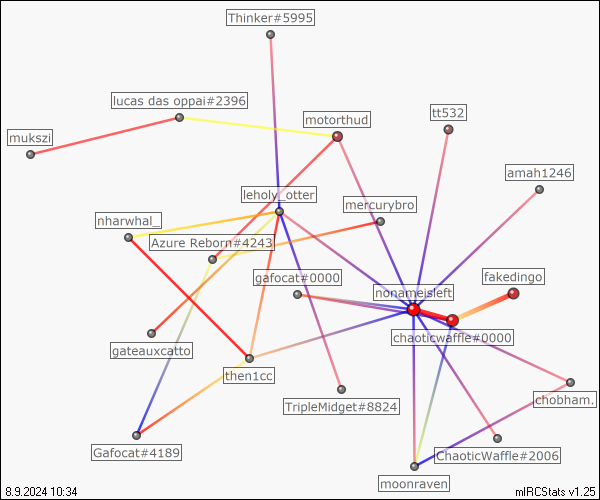 Thinker#5995
lucas das oppai#2396
motorthud
tt532
mukszi
amah1246
leholy_otter
mercurybro
nharwhal_
Azure Reborn#4243
gafocat#0000
fakedingo
nonameisleft
chaoticwaffle#0000
gateauxcatto
then1cc
TripleMidget#8824
chobham.
Gafocat#4189
ChaoticWaffle#2006
moonraven
8.9.2024 10:34
mIRCStats v1.25